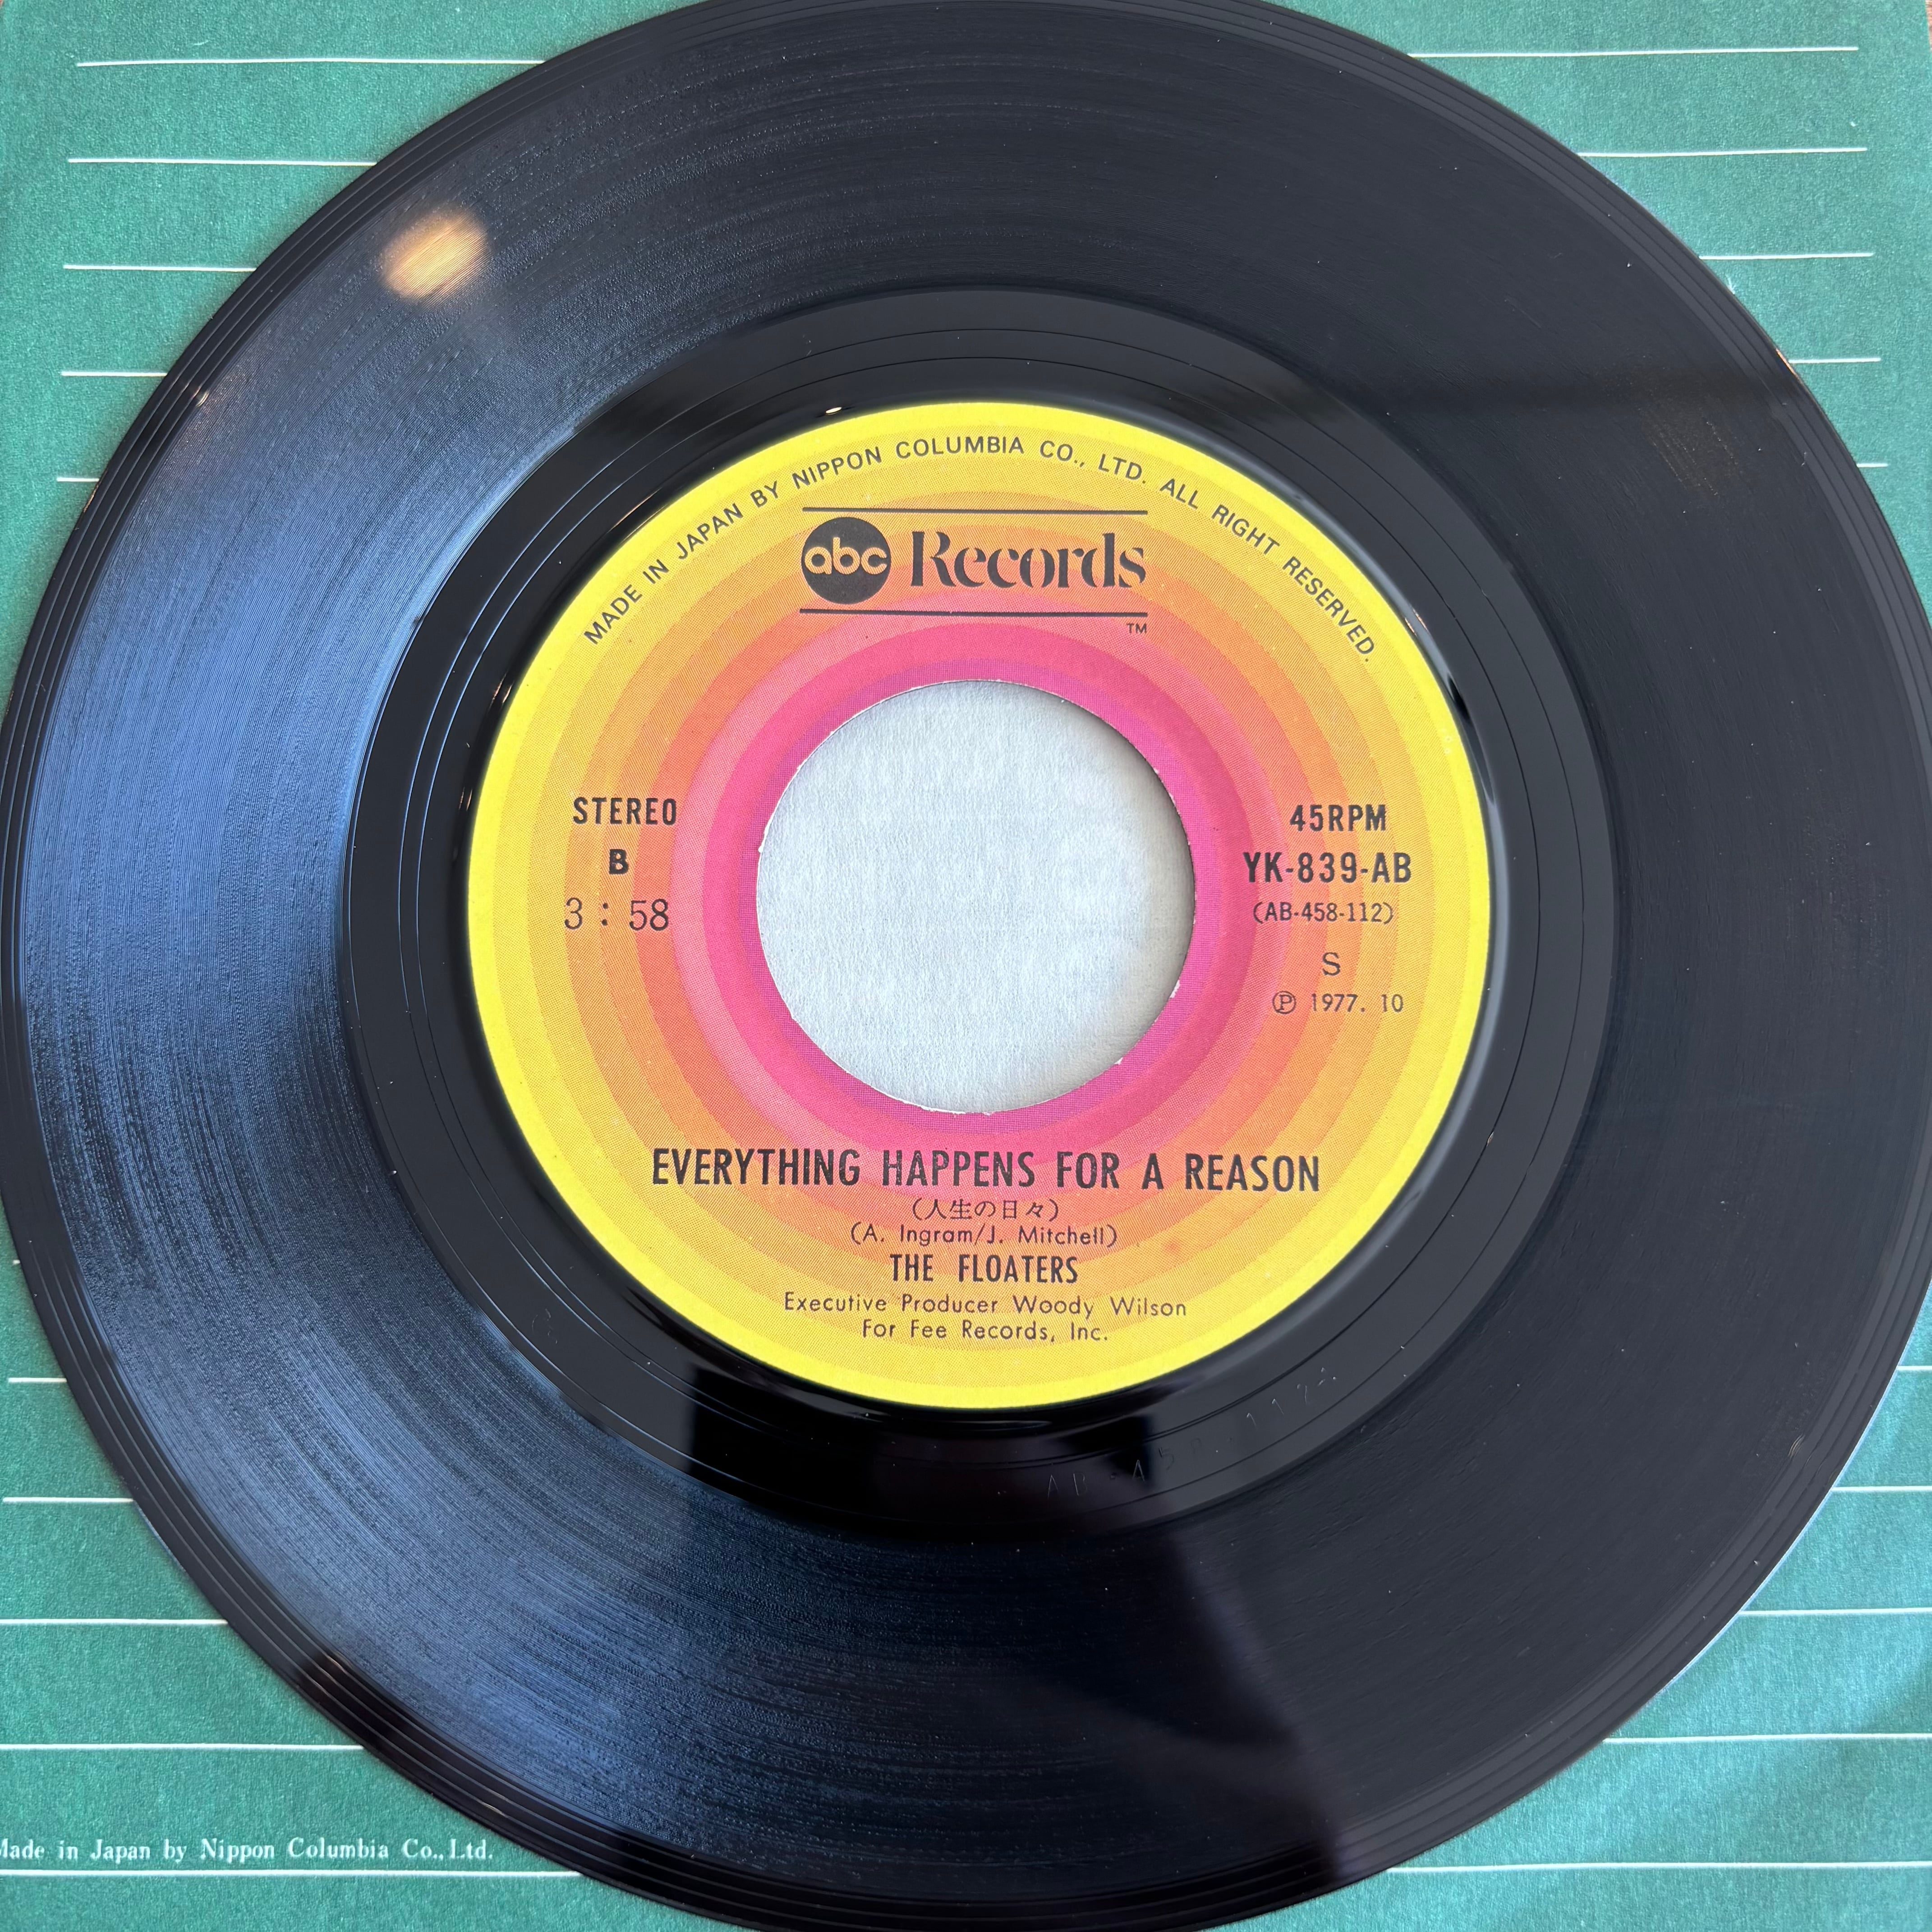 MADE IN JAPAN BY NIPPON COLUMBIA CO., LTD. ALL RIGHT RESERVED.
abc Records
TM
STEREO
B
3 : 58
45RPM
YK-839-AB
(AB-458-112)
S
Ⓟ 1977. 10
EVERYTHING HAPPENS FOR A REASON
(人生の日々)
(A. Ingram/J. Mitchell)
THE FLOATERS
Executive Producer Woody Wilson
For Fee Records, Inc.
Made in Japan by Nippon Columbia Co., Ltd.